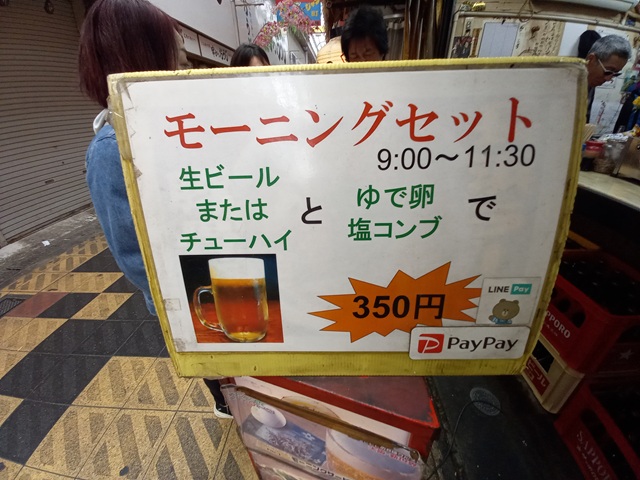 モーニングセット
9:00～11:30
生ビール
または
チューハイ
と
ゆで卵
塩コンブ
で
350円
LINE Pay
PayPay
SAPPORO